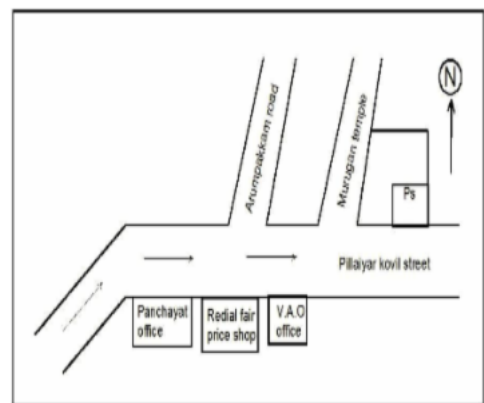 N
Arumpakkam road
Murugan temple
Ps
Pillaiyar kovil street
Panchayat
office
Redial fair
price shop
V.A.O
office